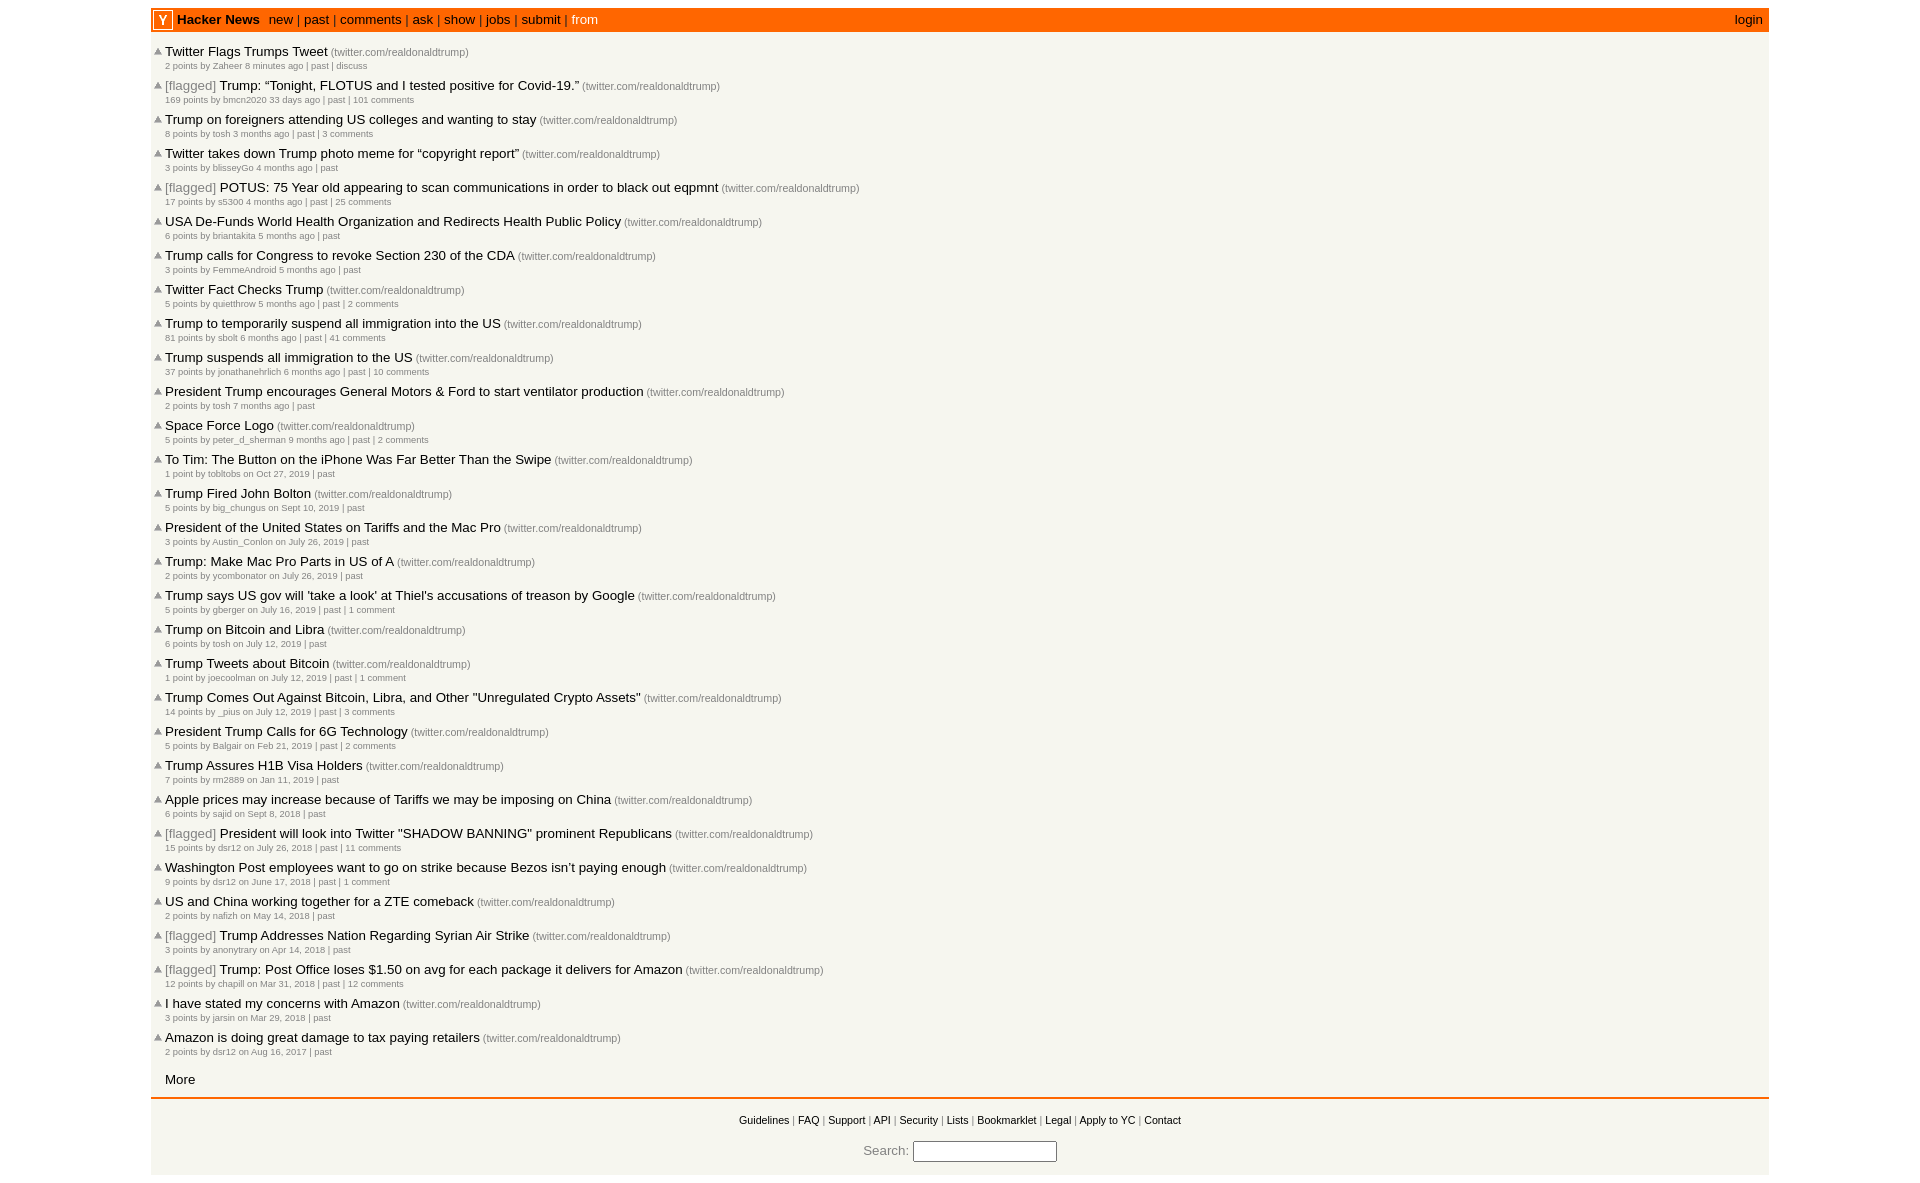 Y Hacker News new | past | comments | ask | show | jobs | submit | from login
Twitter Flags Trumps Tweet (twitter.com/realdonaldtrump)
2 points by Zaheer 8 minutes ago | past | discuss
[flagged] Trump: “Tonight, FLOTUS and I tested positive for Covid-19.” (twitter.com/realdonaldtrump)
169 points by bmcn2020 33 days ago | past | 101 comments
Trump on foreigners attending US colleges and wanting to stay (twitter.com/realdonaldtrump)
8 points by tosh 3 months ago | past | 3 comments
Twitter takes down Trump photo meme for “copyright report” (twitter.com/realdonaldtrump)
3 points by blisseyGo 4 months ago | past
[flagged] POTUS: 75 Year old appearing to scan communications in order to black out eqpmnt (twitter.com/realdonaldtrump)
17 points by s5300 4 months ago | past | 25 comments
USA De-Funds World Health Organization and Redirects Health Public Policy (twitter.com/realdonaldtrump)
6 points by briantakita 5 months ago | past
Trump calls for Congress to revoke Section 230 of the CDA (twitter.com/realdonaldtrump)
3 points by FemmeAndroid 5 months ago | past
Twitter Fact Checks Trump (twitter.com/realdonaldtrump)
5 points by quietthrow 5 months ago | past | 2 comments
Trump to temporarily suspend all immigration into the US (twitter.com/realdonaldtrump)
81 points by sbolt 6 months ago | past | 41 comments
Trump suspends all immigration to the US (twitter.com/realdonaldtrump)
37 points by jonathanehrlich 6 months ago | past | 10 comments
President Trump encourages General Motors & Ford to start ventilator production (twitter.com/realdonaldtrump)
2 points by tosh 7 months ago | past
Space Force Logo (twitter.com/realdonaldtrump)
5 points by peter_d_sherman 9 months ago | past | 2 comments
To Tim: The Button on the iPhone Was Far Better Than the Swipe (twitter.com/realdonaldtrump)
1 point by tobltobs on Oct 27, 2019 | past
Trump Fired John Bolton (twitter.com/realdonaldtrump)
5 points by big_chungus on Sept 10, 2019 | past
President of the United States on Tariffs and the Mac Pro (twitter.com/realdonaldtrump)
3 points by Austin_Conlon on July 26, 2019 | past
Trump: Make Mac Pro Parts in US of A (twitter.com/realdonaldtrump)
2 points by ycombonator on July 26, 2019 | past
Trump says US gov will 'take a look' at Thiel's accusations of treason by Google (twitter.com/realdonaldtrump)
5 points by gberger on July 16, 2019 | past | 1 comment
Trump on Bitcoin and Libra (twitter.com/realdonaldtrump)
6 points by tosh on July 12, 2019 | past
Trump Tweets about Bitcoin (twitter.com/realdonaldtrump)
1 point by joecoolman on July 12, 2019 | past | 1 comment
Trump Comes Out Against Bitcoin, Libra, and Other "Unregulated Crypto Assets" (twitter.com/realdonaldtrump)
14 points by _pius on July 12, 2019 | past | 3 comments
President Trump Calls for 6G Technology (twitter.com/realdonaldtrump)
5 points by Balgair on Feb 21, 2019 | past | 2 comments
Trump Assures H1B Visa Holders (twitter.com/realdonaldtrump)
7 points by rm2889 on Jan 11, 2019 | past
Apple prices may increase because of Tariffs we may be imposing on China (twitter.com/realdonaldtrump)
6 points by sajid on Sept 8, 2018 | past
[flagged] President will look into Twitter "SHADOW BANNING" prominent Republicans (twitter.com/realdonaldtrump)
15 points by dsr12 on July 26, 2018 | past | 11 comments
Washington Post employees want to go on strike because Bezos isn’t paying enough (twitter.com/realdonaldtrump)
9 points by dsr12 on June 17, 2018 | past | 1 comment
US and China working together for a ZTE comeback (twitter.com/realdonaldtrump)
2 points by nafizh on May 14, 2018 | past
[flagged] Trump Addresses Nation Regarding Syrian Air Strike (twitter.com/realdonaldtrump)
3 points by anonytrary on Apr 14, 2018 | past
[flagged] Trump: Post Office loses $1.50 on avg for each package it delivers for Amazon (twitter.com/realdonaldtrump)
12 points by chapill on Mar 31, 2018 | past | 12 comments
I have stated my concerns with Amazon (twitter.com/realdonaldtrump)
3 points by jarsin on Mar 29, 2018 | past
Amazon is doing great damage to tax paying retailers (twitter.com/realdonaldtrump)
2 points by dsr12 on Aug 16, 2017 | past
More
Guidelines | FAQ | Support | API | Security | Lists | Bookmarklet | Legal | Apply to YC | Contact
Search: